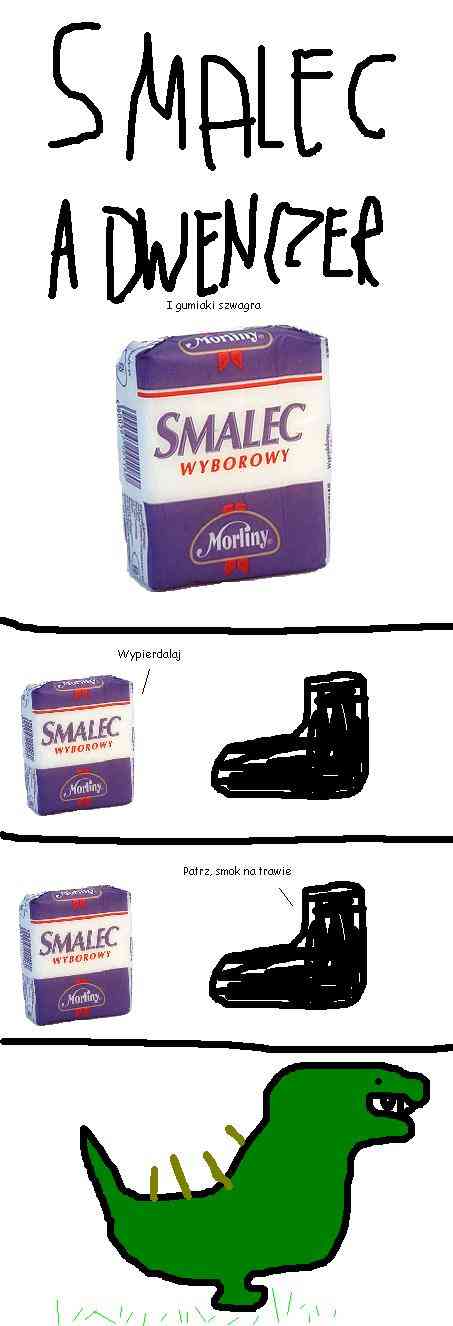 SMALEC
ADWENCZER
I gumiaki szwagra
Morliny
SMALEC
WYBOROWY
Morliny
Wypierdalaj
Morliny
SMALEC
WYBOROWY
Morliny
Patrz, smok na trawie
Morliny
SMALEC
WYBOROWY
Morliny